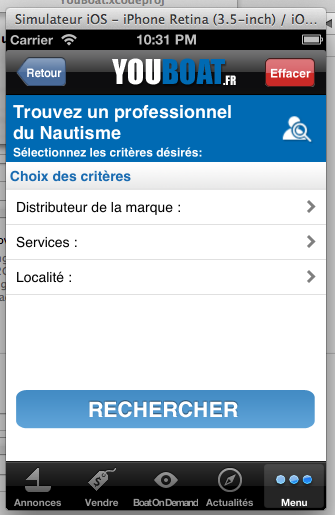 YouBoat.xcodeproj
Simulateur iOS - iPhone Retina (3.5-inch) / iO...
Carrier 10:31 PM
Retour YOUBOAT.FR Effacer
Trouvez un professionnel
du Nautisme
Sélectionnez les critères désirés:
Choix des critères
Distributeur de la marque :
Services :
Localité :
RECHERCHER
Annonces Vendre BoatOnDemand Actualités Menu